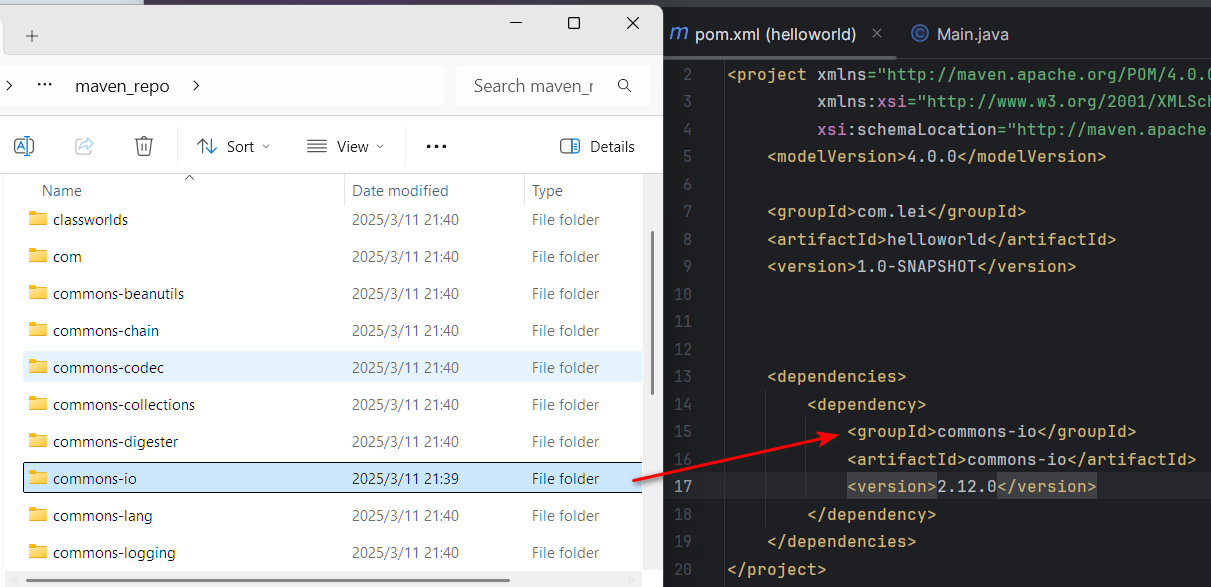 maven_repo
Search maven_r
Sort
View
Details
Name Date modified Type
classworlds 2025/3/11 21:40 File folder
com 2025/3/11 21:40 File folder
commons-beanutils 2025/3/11 21:40 File folder
commons-chain 2025/3/11 21:40 File folder
commons-codec 2025/3/11 21:40 File folder
commons-collections 2025/3/11 21:40 File folder
commons-digester 2025/3/11 21:40 File folder
commons-io 2025/3/11 21:39 File folder
commons-lang 2025/3/11 21:40 File folder
commons-logging 2025/3/11 21:40 File folder
m pom.xml (helloworld) × © Main.java
2 <project xmlns="http://maven.apache.org/POM/4.0.0
3 xmlns:xsi="http://www.w3.org/2001/XMLSch
4 xsi:schemaLocation="http://maven.apache.
5 <modelVersion>4.0.0</modelVersion>
6
7 <groupId>com.lei</groupId>
8 <artifactId>helloworld</artifactId>
9 <version>1.0-SNAPSHOT</version>
10
11
12
13 <dependencies>
14 <dependency>
15 <groupId>commons-io</groupId>
16 <artifactId>commons-io</artifactId>
17 <version>2.12.0</version>
18 </dependency>
19 </dependencies>
20 </project>